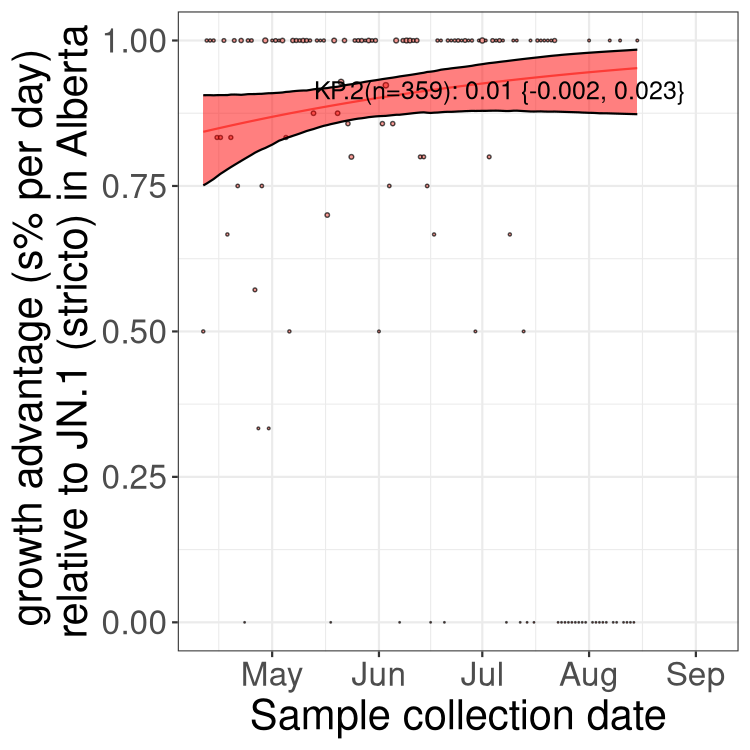 growth advantage (s% per day)
relative to JN.1 (stricto) in Alberta
1.00
0.75
0.50
0.25
0.00
KP.2(n=359): 0.01 {-0.002, 0.023}
May Jun Jul Aug Sep
Sample collection date